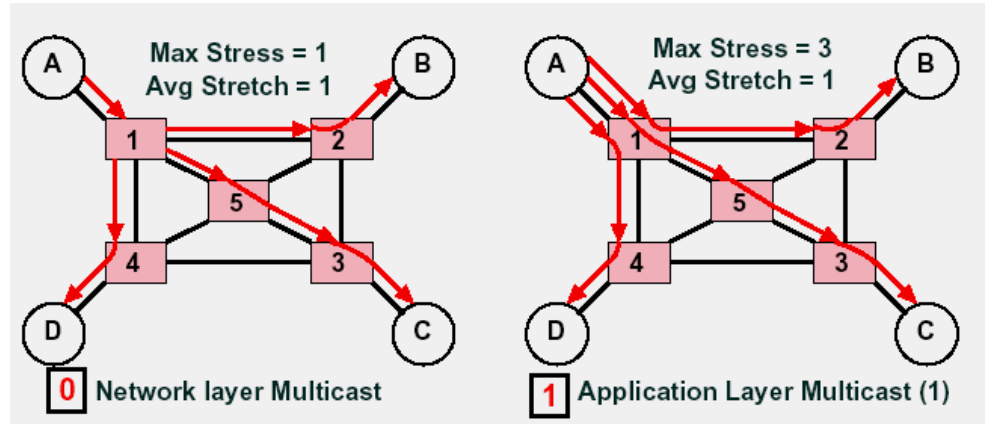 A
Max Stress = 1
Avg Stretch = 1
B
1
2
5
4
3
D
C
0 Network layer Multicast
A
Max Stress = 3
Avg Stretch = 1
B
1
2
5
4
3
D
C
1 Application Layer Multicast (1)